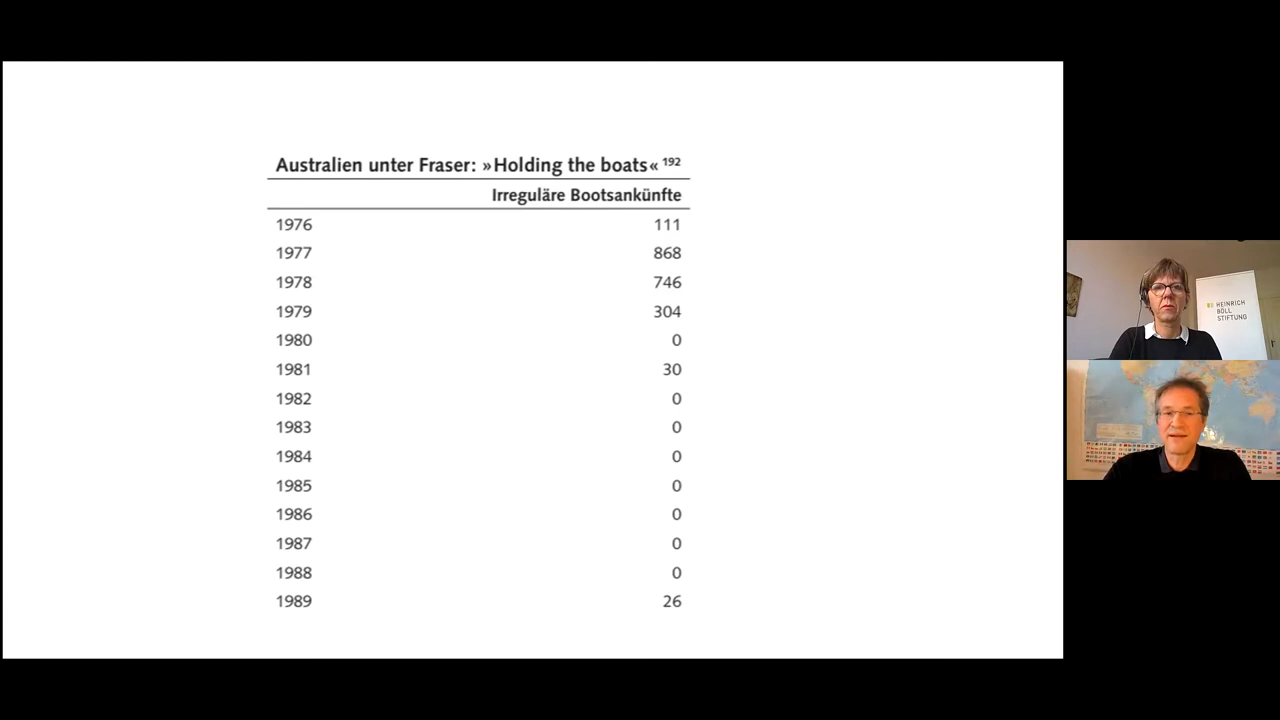 Australien unter Fraser: »Holding the boats« 192
Irreguläre Bootsankünfte
1976 111
1977 868
1978 746
1979 304
1980 0
1981 30
1982 0
1983 0
1984 0
1985 0
1986 0
1987 0
1988 0
1989 26
HEINRICH
BÖLL
STIFTUNG